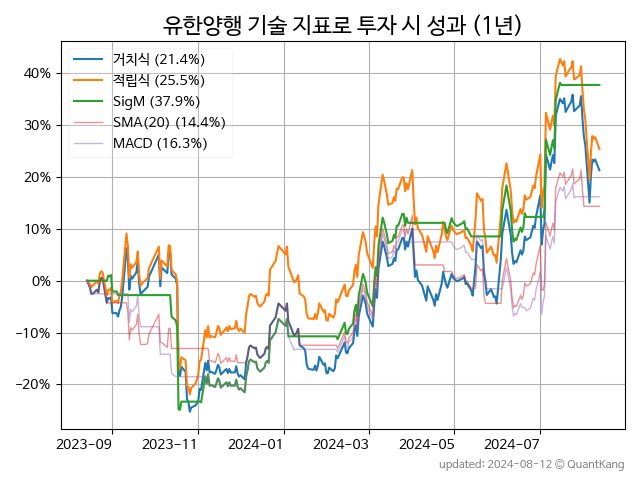 유한양행 기술 지표로 투자 시 성과 (1년)
거치식 (21.4%)
적립식 (25.5%)
SigM (37.9%)
SMA(20) (14.4%)
MACD (16.3%)
40%
30%
20%
10%
0%
−10%
−20%
2023-09 2023-11 2024-01 2024-03 2024-05 2024-07
updated: 2024-08-12 © QuantKang